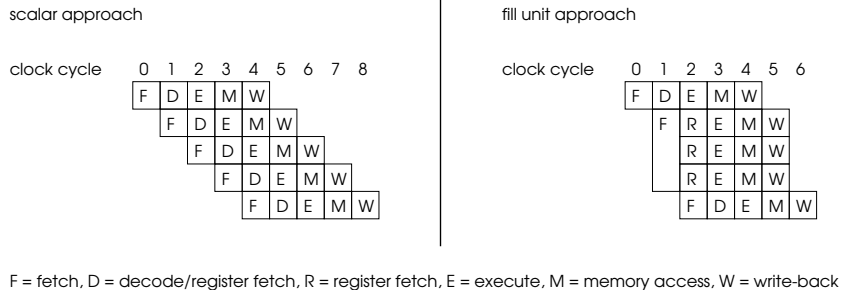 scalar approach
clock cycle 0 1 2 3 4 5 6 7 8
F D E M W
F D E M W
F D E M W
F D E M W
F D E M W
fill unit approach
clock cycle 0 1 2 3 4 5 6
F D E M W
F R E M W
R E M W
R E M W
F D E M W
F = fetch, D = decode/register fetch, R = register fetch, E = execute, M = memory access, W = write-back